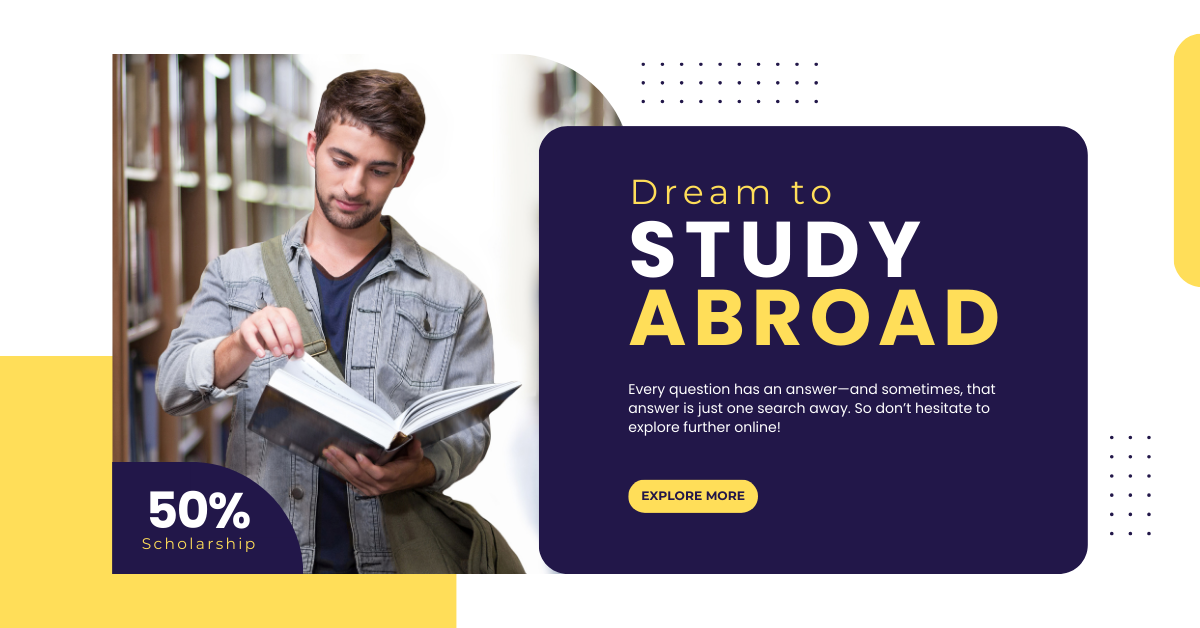 Dream to
STUDY
ABROAD
Every question has an answer—and sometimes, that
answer is just one search away. So don’t hesitate to
explore further online!
EXPLORE MORE
50%
Scholarship